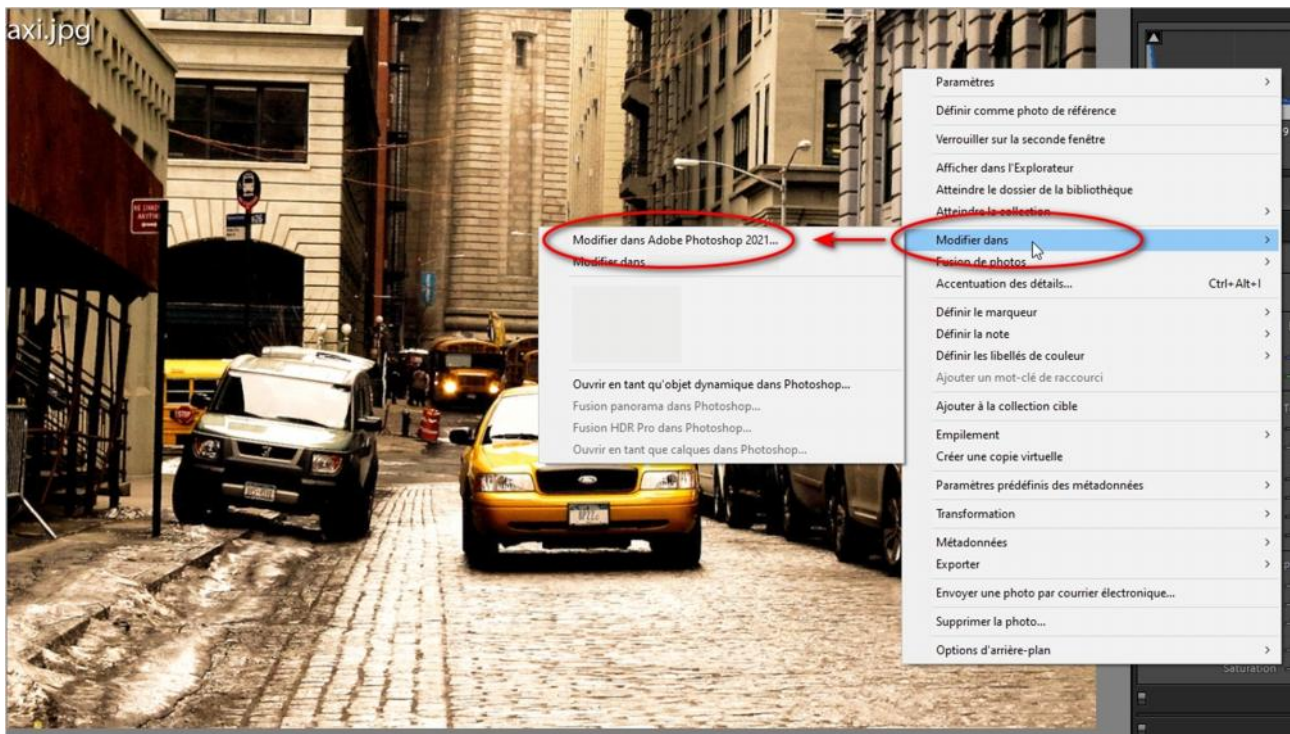 axi.jpg
Paramètres
Définir comme photo de référence
Verrouiller sur la seconde fenêtre
Afficher dans l'Explorateur
Atteindre le dossier de la bibliothèque
Atteindre la collection
Modifier dans
Fusion de photos
Accentuation des détails... Ctrl+Alt+I
Définir le marqueur
Définir la note
Définir les libellés de couleur
Ajouter un mot-clé de raccourci
Ajouter à la collection cible
Empilement
Créer une copie virtuelle
Paramètres prédéfinis des métadonnées
Transformation
Métadonnées
Exporter
Envoyer une photo par courrier électronique...
Supprimer la photo...
Options d'arrière-plan
Modifier dans Adobe Photoshop 2021...
Modifier dans
Ouvrir en tant qu'objet dynamique dans Photoshop...
Fusion panorama dans Photoshop...
Fusion HDR Pro dans Photoshop...
Ouvrir en tant que calques dans Photoshop...
Saturation